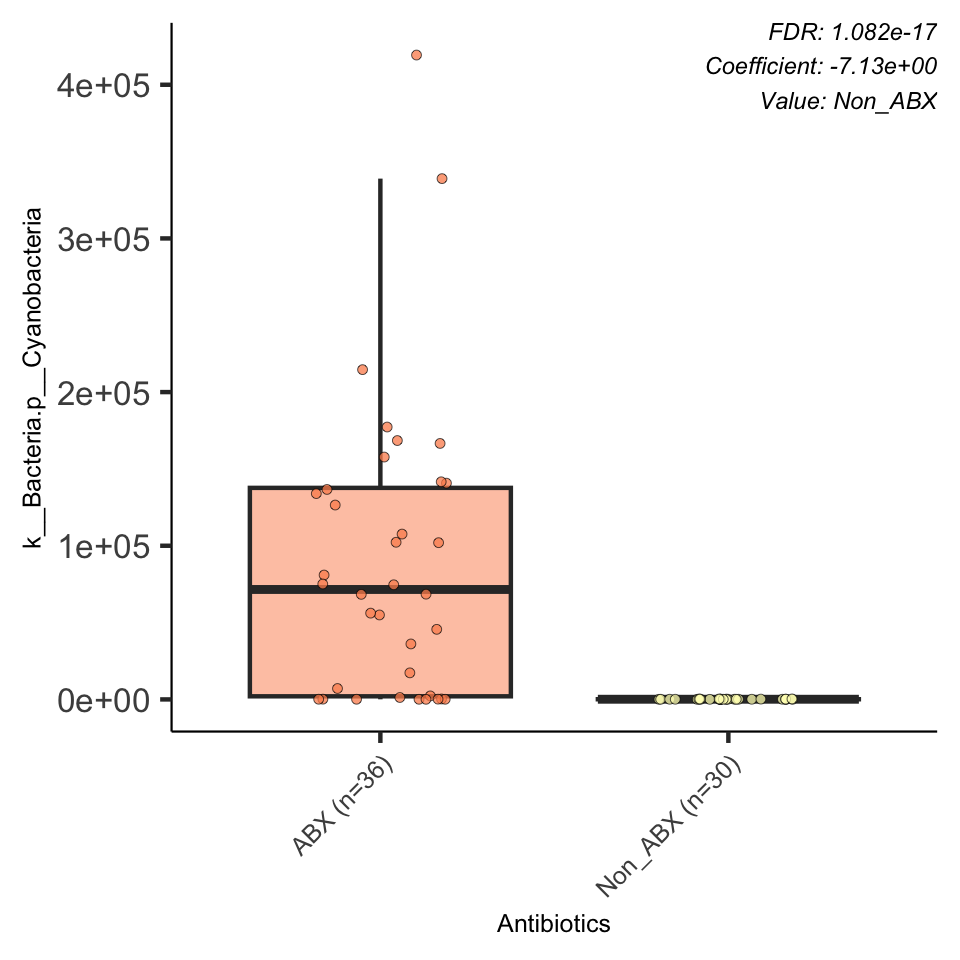 FDR: 1.082e-17
Coefficient: -7.13e+00
Value: Non_ABX
k__Bacteria.p__Cyanobacteria
4e+05
3e+05
2e+05
1e+05
0e+00
ABX (n=36)
Non_ABX (n=30)
Antibiotics